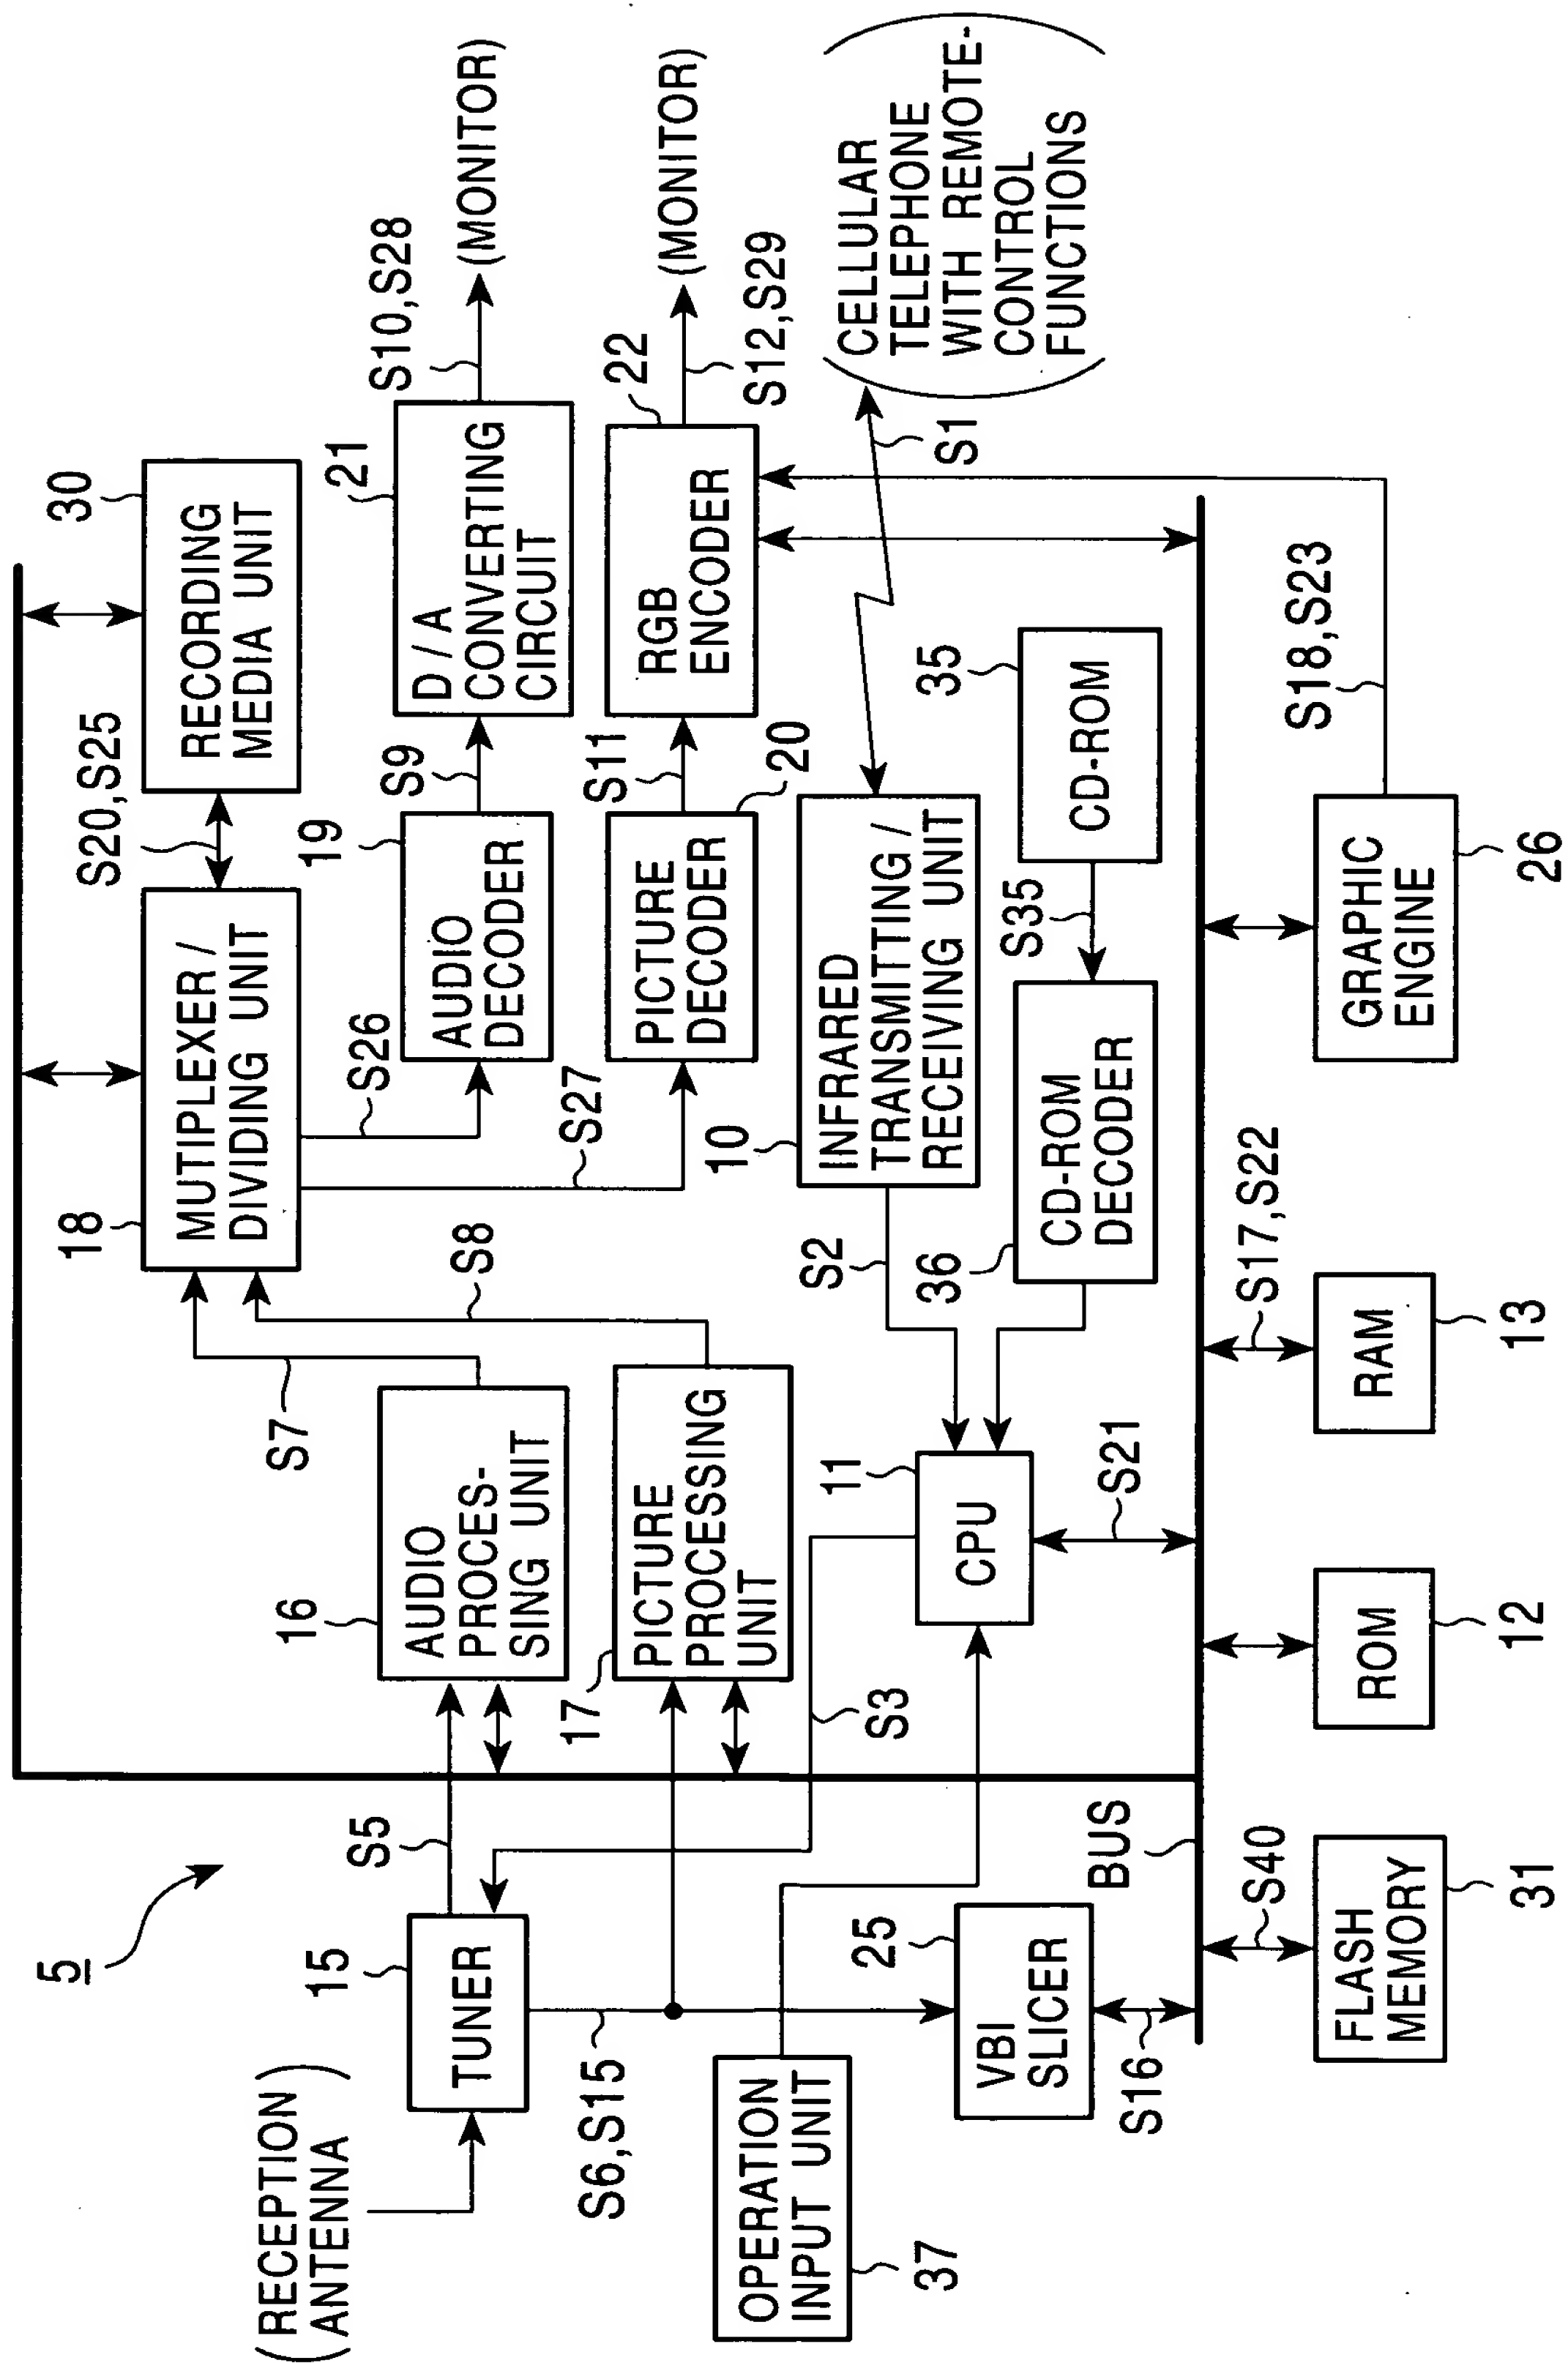 5
(RECEPTION
ANTENNA)
15
TUNER
S5
S6,S15
S3
16
AUDIO
PROCES-
SING UNIT
17
PICTURE
PROCESSING
UNIT
S7
S8
18
MUTIPLEXER/
DIVIDING UNIT
S20,S25
30
RECORDING
MEDIA UNIT
S26
S27
19
AUDIO
DECODER
S9
21
D/A
CONVERTING
CIRCUIT
S10,S28
(MONITOR)
20
PICTURE
DECODER
S11
22
RGB
ENCODER
S12,S29
(MONITOR)
10
INFRARED
TRANSMITTING/
RECEIVING UNIT
S1
(CELLULAR
TELEPHONE
WITH REMOTE-
CONTROL
FUNCTIONS)
S2
35
CD-ROM
S35
36
CD-ROM
DECODER
11
CPU
S21
37
OPERATION
INPUT UNIT
25
VBI
SLICER
S16
BUS
S40
FLASH
MEMORY
31
ROM
12
S17,S22
RAM
13
GRAPHIC
ENGINE
26
S18,S23